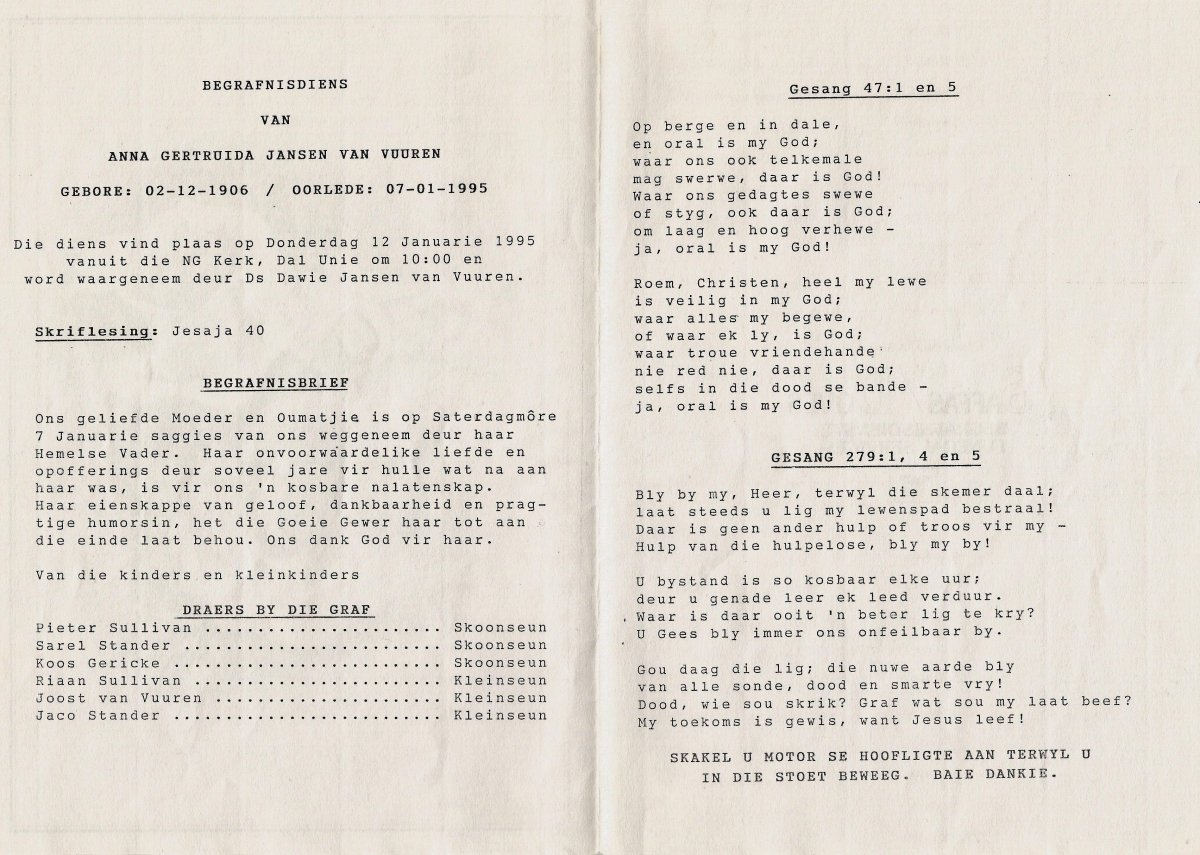 BEGRAFNISDIENS
VAN
ANNA GERTRUIDA JANSEN VAN VUUREN
GEBORE: 02-12-1906 / OORLEDE: 07-01-1995
Die diens vind plaas op Donderdag 12 Januarie 1995
vanuit die NG Kerk, Dal Unie om 10:00 en
word waargeneem deur Ds Dawie Jansen van Vuuren.
Skriflesing: Jesaja 40
BEGRAFNISBRIEF
Ons geliefde Moeder en Oumatjie is op Saterdagmôre
7 Januarie saggies van ons weggeneem deur haar
Hemelse Vader. Haar onvoorwaardelike liefde en
opofferings deur soveel jare vir hulle wat na aan
haar was, is vir ons 'n kosbare nalatenskap.
Haar eienskappe van geloof, dankbaarheid en prag-
tige humorsin, het die Goeie Gewer haar tot aan
die einde laat behou. Ons dank God vir haar.
Van die kinders en kleinkinders
DRAERS BY DIE GRAF
Pieter Sullivan ....................... Skoonseun
Sarel Stander ......................... Skoonseun
Koos Gericke .......................... Skoonseun
Riaan Sullivan ........................ Kleinseun
Joost van Vuuren ...................... Kleinseun
Jaco Stander .......................... Kleinseun
Gesang 47:1 en 5
Op berge en in dale,
en oral is my God;
waar ons ook telkemale
mag swerwe, daar is God!
Waar ons gedagtes swewe
of styg, ook daar is God;
om laag en hoog verhewe -
ja, oral is my God!
Roem, Christen, heel my lewe
is veilig in my God;
waar alles my begewe,
of waar ek ly, is God;
waar troue vriendehande
nie red nie, daar is God;
selfs in die dood se bande -
ja, oral is my God!
GESANG 279:1, 4 en 5
Bly by my, Heer, terwyl die skemer daal;
laat steeds u lig my lewenspad bestraal!
Daar is geen ander hulp of troos vir my -
Hulp van die hulpelose, bly my by!
U bystand is so kosbaar elke uur;
deur u genade leer ek leed verduur.
Waar is daar ooit 'n beter lig te kry?
U Gees bly immer ons onfeilbaar by.
Gou daag die lig; die nuwe aarde bly
van alle sonde, dood en smarte vry!
Dood, wie sou skrik? Graf wat sou my laat beef?
My toekoms is gewis, want Jesus leef!
SKAKEL U MOTOR SE HOOFLIGTE AAN TERWYL U
IN DIE STOET BEWEEG. BAIE DANKIE.